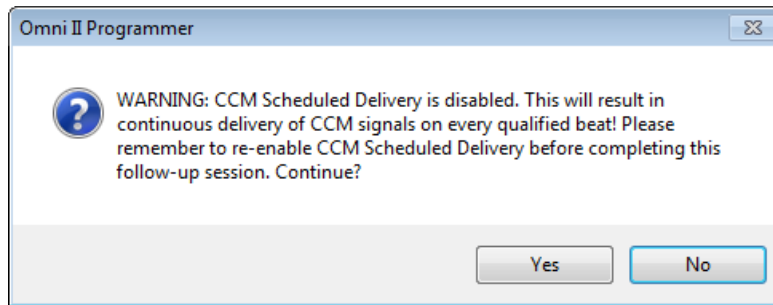 Omni II Programmer
WARNING: CCM Scheduled Delivery is disabled. This will result in
continuous delivery of CCM signals on every qualified beat! Please
remember to re-enable CCM Scheduled Delivery before completing this
follow-up session. Continue?
Yes
No